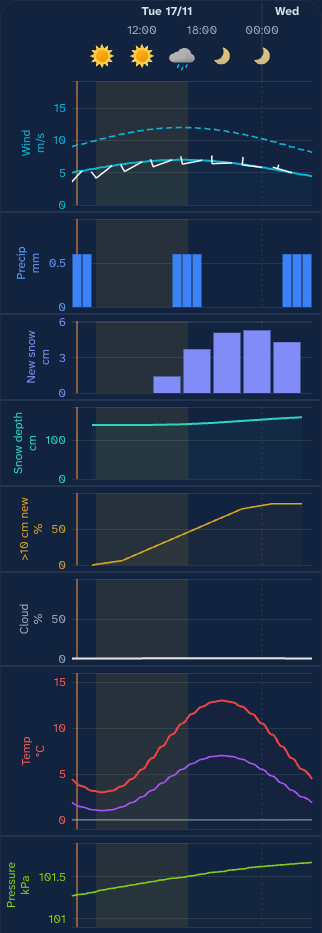 Tue 17/11 Wed
12:00 18:00 00:00
Wind
m/s
15
10
5
0
Precip
mm
0.5
0
New snow
cm
6
3
0
Snow depth
cm
100
0
>10 cm new
%
50
0
Cloud
%
50
0
Temp
°C
15
10
5
0
Pressure
kPa
101.5
101